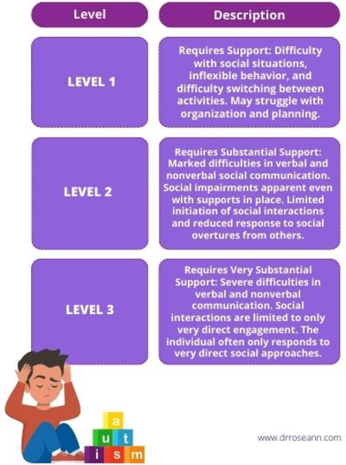 Level
Description
LEVEL 1
Requires Support: Difficulty
with social situations,
inflexible behavior, and
difficulty switching between
activities. May struggle with
organization and planning.
LEVEL 2
Requires Substantial Support:
Marked difficulties in verbal and
nonverbal social communication.
Social impairments apparent even
with supports in place. Limited
initiation of social interactions
and reduced response to social
overtures from others.
LEVEL 3
Requires Very Substantial
Support: Severe difficulties in
verbal and nonverbal
communication. Social
interactions are limited to only
very direct engagement. The
individual often only responds to
very direct social approaches.
a
u t
i s m
www.drroseann.com